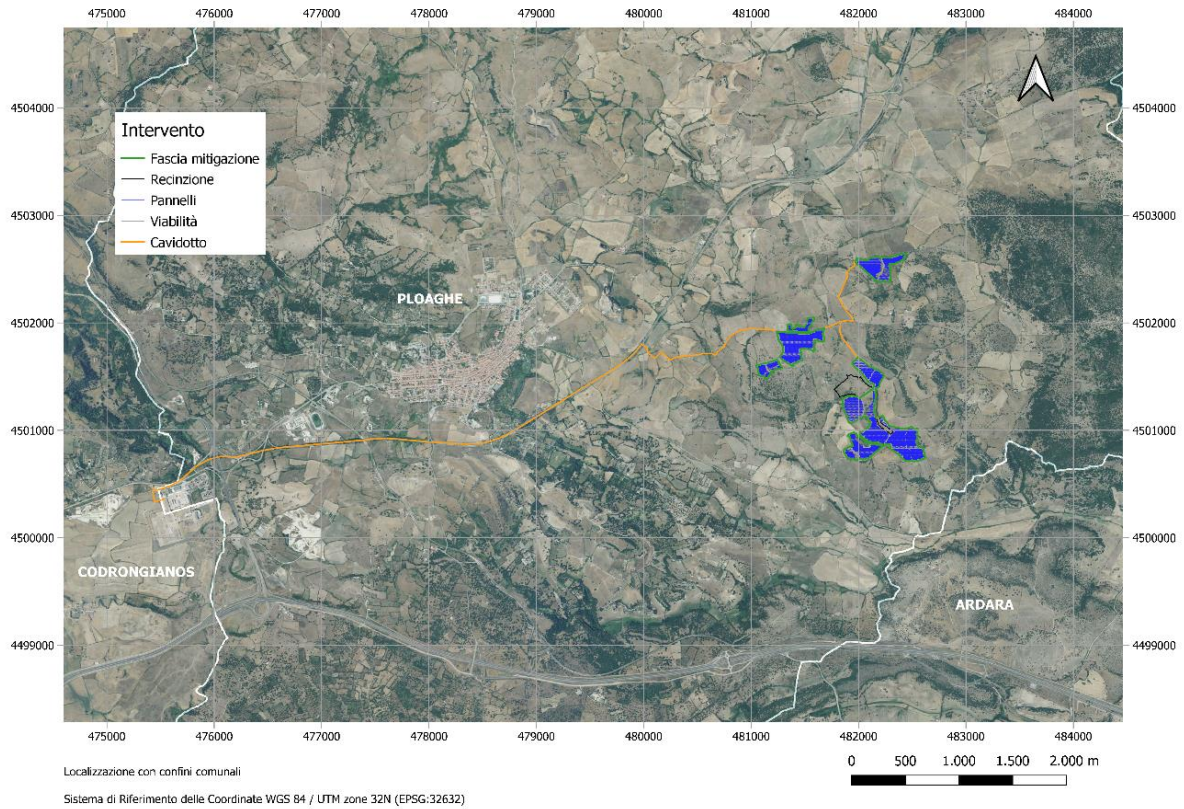 475000 476000 477000 478000 479000 480000 481000 482000 483000 484000
4504000 4504000
Intervento
Fascia mitigazione
Recinzione
Pannelli
Viabilità
Cavidotto
4503000 4503000
PLOAGHE
4502000 4502000
4501000 4501000
4500000 4500000
CODRONGIANOS
ARDARA
4499000 4499000
475000 476000 477000 478000 479000 480000 481000 482000 483000 484000
0 500 1.000 1.500 2.000 m
Localizzazione con confini comunali
Sistema di Riferimento delle Coordinate WGS 84 / UTM zone 32N (EPSG:32632)